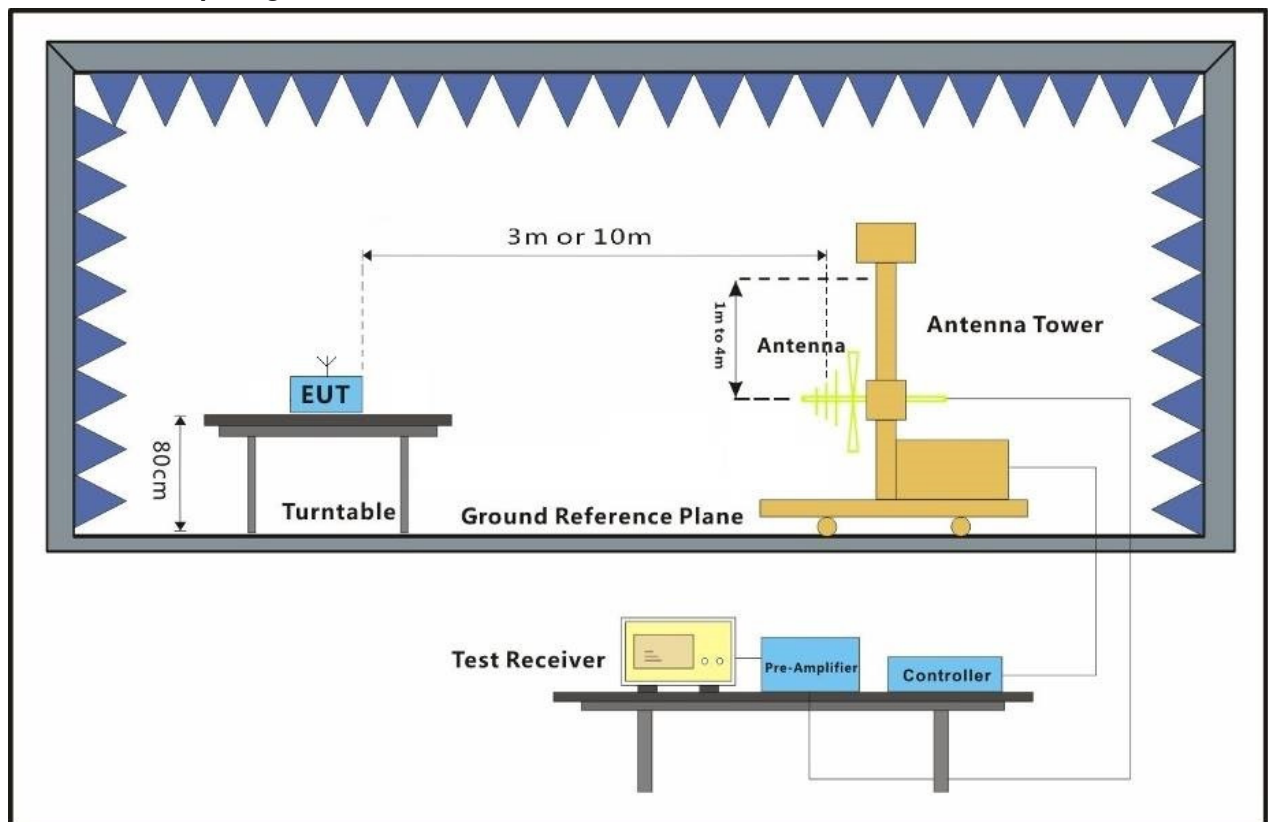 3m or 10m
1m to 4m
Antenna Tower
Antenna
EUT
80cm
Turntable
Ground Reference Plane
Test Receiver
Pre-Amplifier
Controller